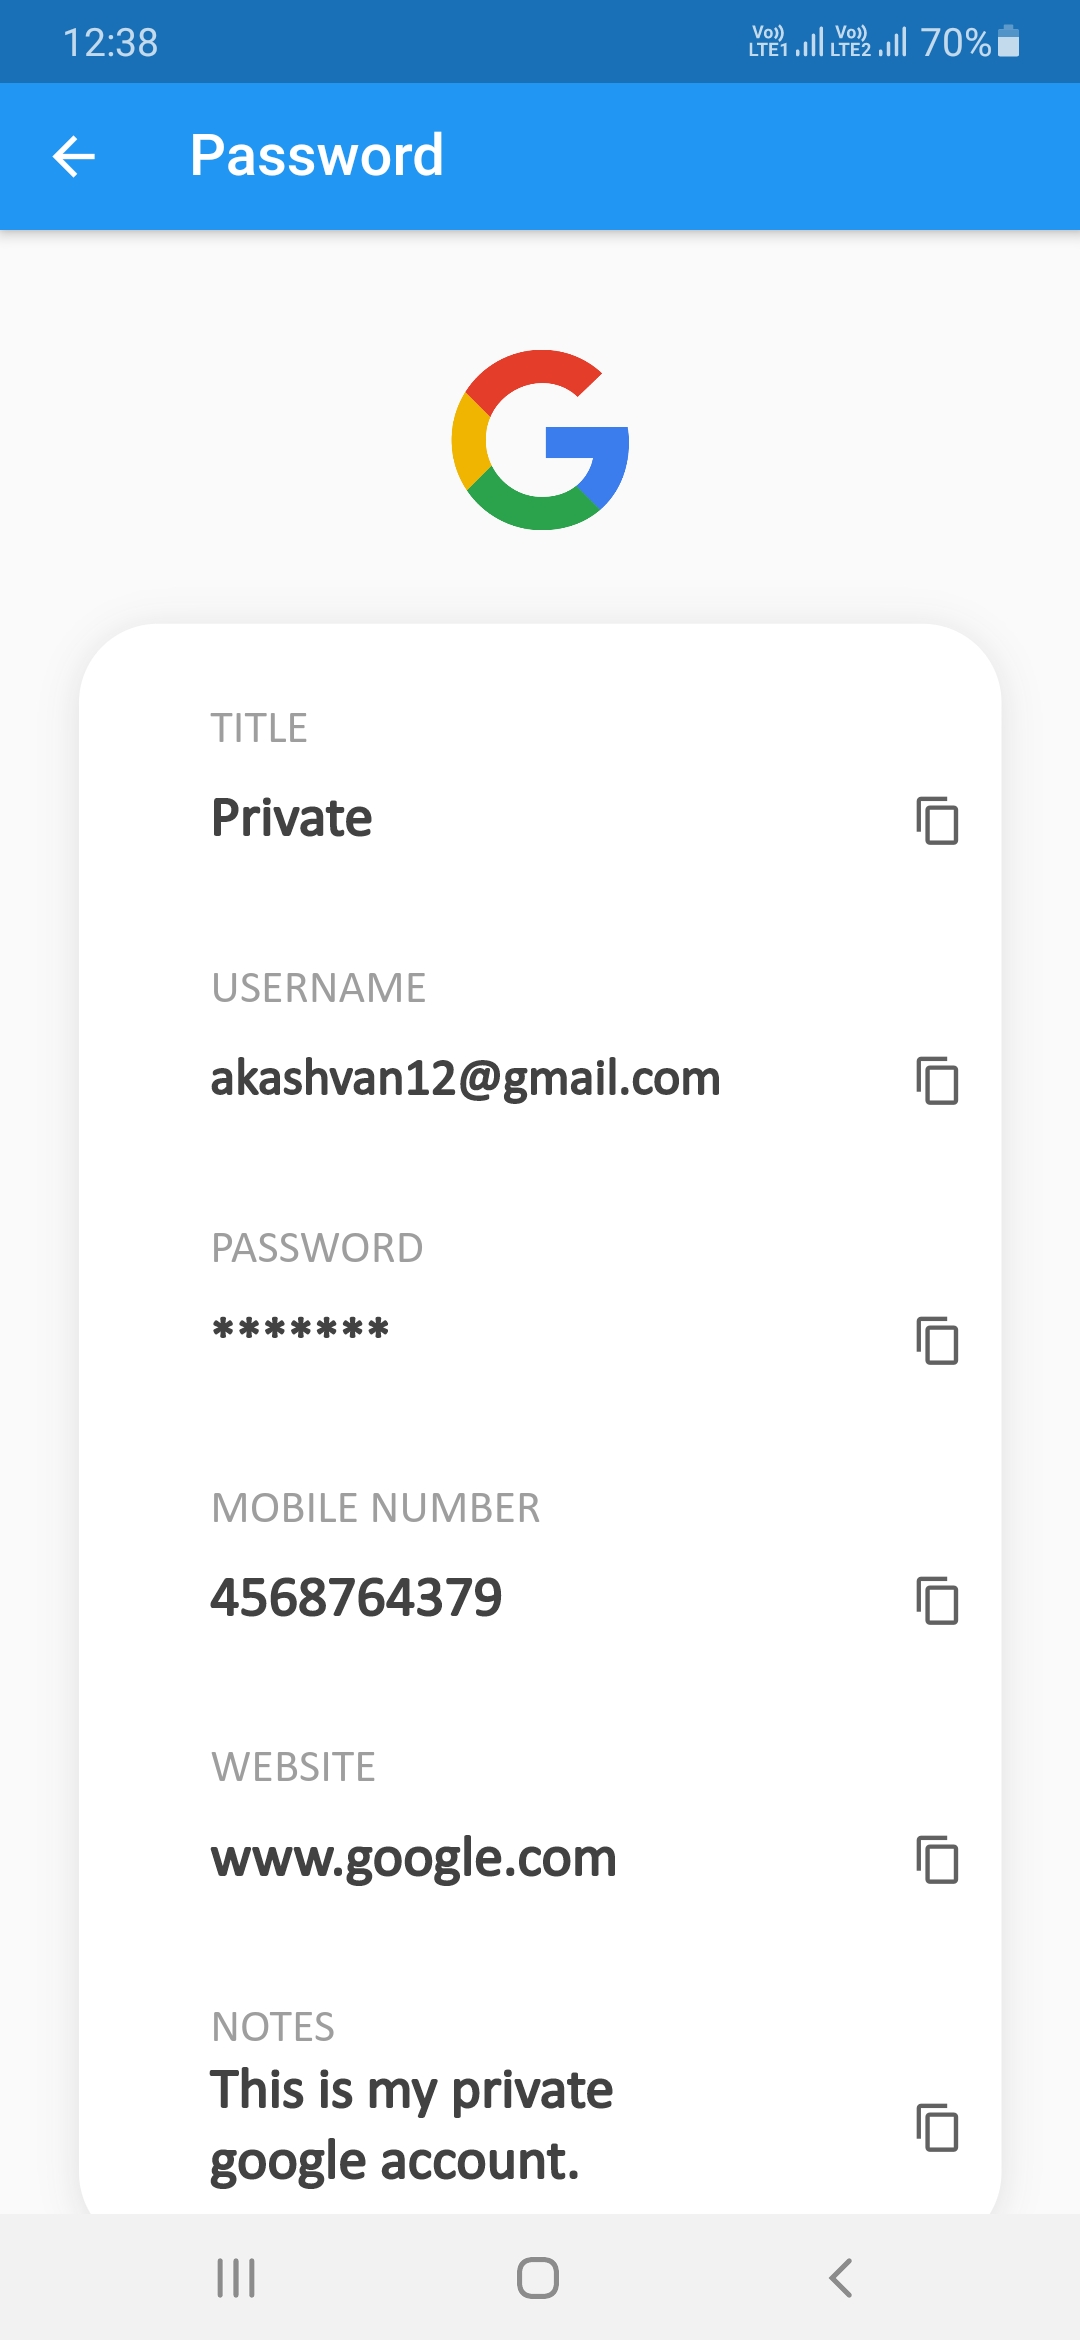 12:38
Vo)) LTE1 Vo)) LTE2 70%
Password
TITLE
Private
USERNAME
akashvan12@gmail.com
PASSWORD
*******
MOBILE NUMBER
4568764379
WEBSITE
www.google.com
NOTES
This is my private
google account.